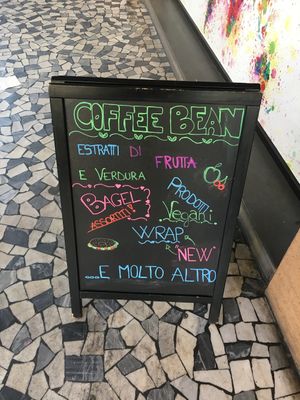 COFFEE BEAN
ESTRATTI DI FRUTTA
E VERDURA
BAGEL
ASSORTITI!
PRODOTTI
Vegani
WRAP
"NEW"
...E MOLTO ALTRO